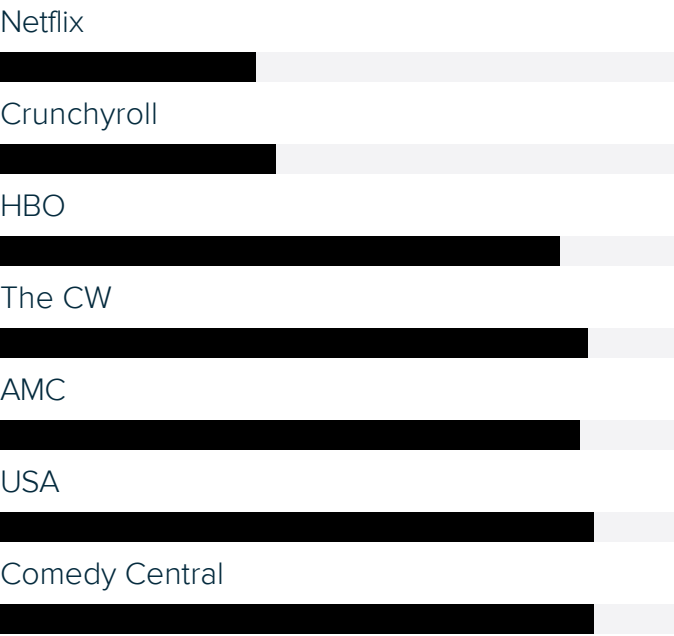 Netflix
Crunchyroll
HBO
The CW
AMC
USA
Comedy Central